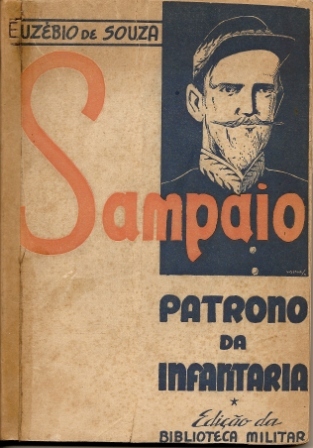 EUZÉBIO DE SOUZA
Sampaio
PATRONO
DA
INFANTARIA
Edição da
BIBLIOTECA MILITAR